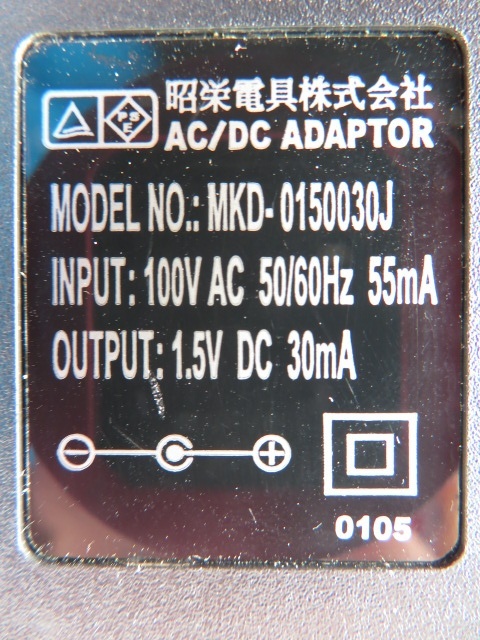 PSE
昭栄電具株式会社
AC/DC ADAPTOR
MODEL NO.: MKD-0150030J
INPUT: 100V AC 50/60Hz 55mA
OUTPUT: 1.5V DC 30mA
0105